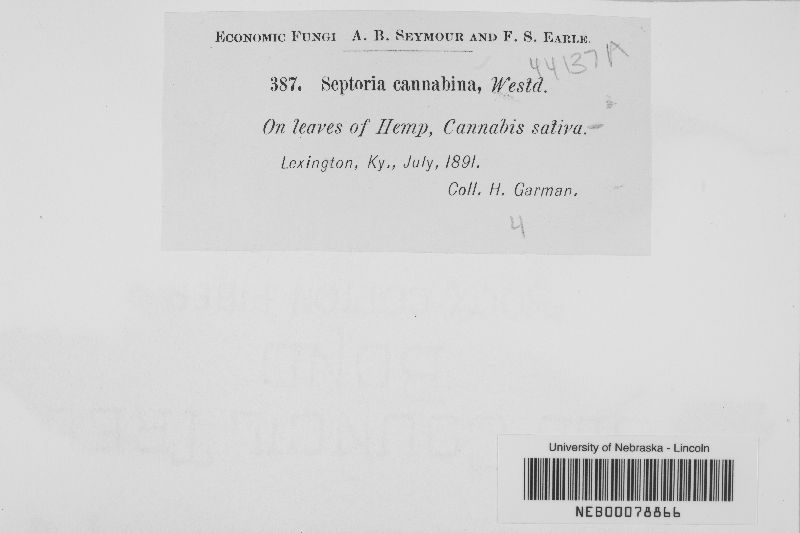 ECONOMIC FUNGI A. B. SEYMOUR AND F. S. EARLE.
44137A
387. Septoria cannabina, Westd.
On leaves of Hemp, Cannabis sativa.
Lexington, Ky., July, 1891.
Coll. H. Garman.
4
University of Nebraska - Lincoln
NEB00078866